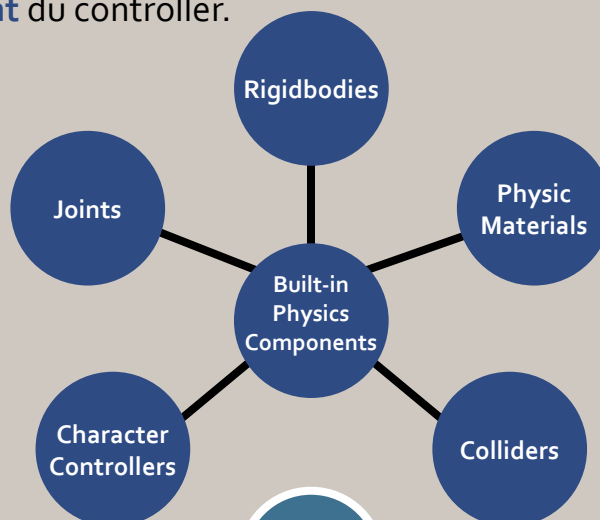 du controller.
Rigidbodies
Joints
Physic
Materials
Built-in
Physics
Components
Character
Controllers
Colliders